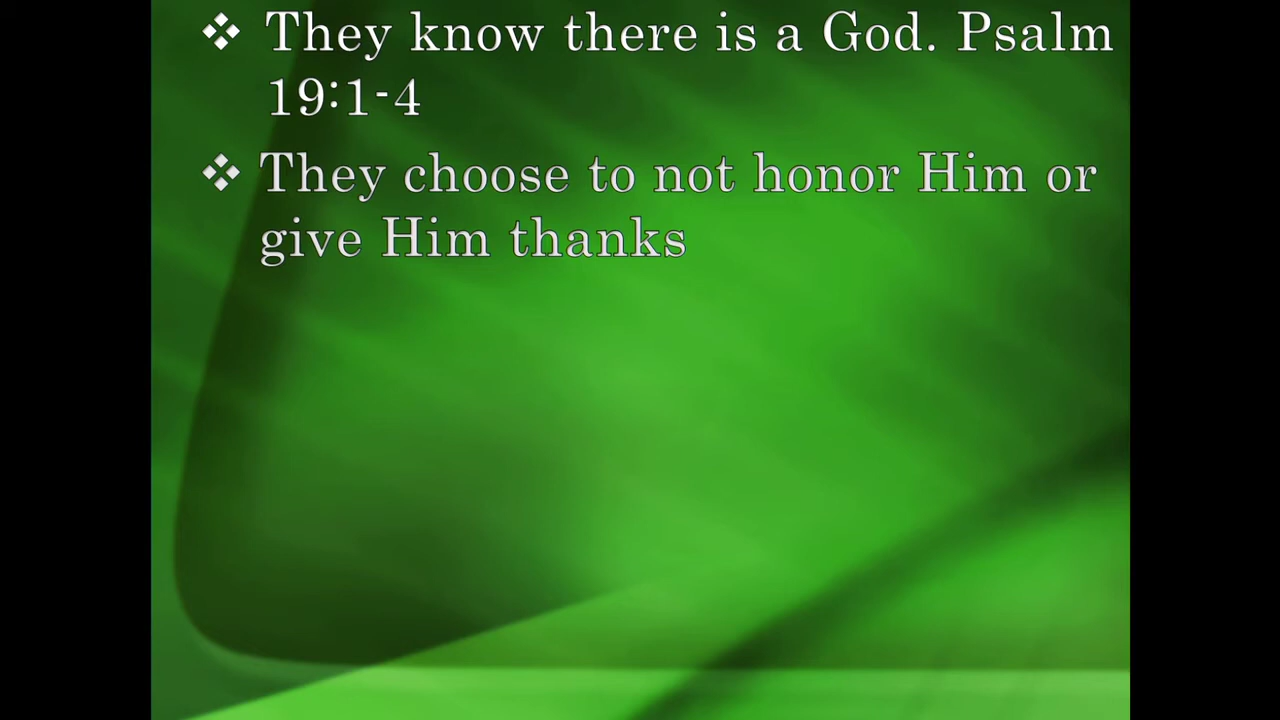 ❖ They know there is a God. Psalm
19:1-4
❖ They choose to not honor Him or
give Him thanks